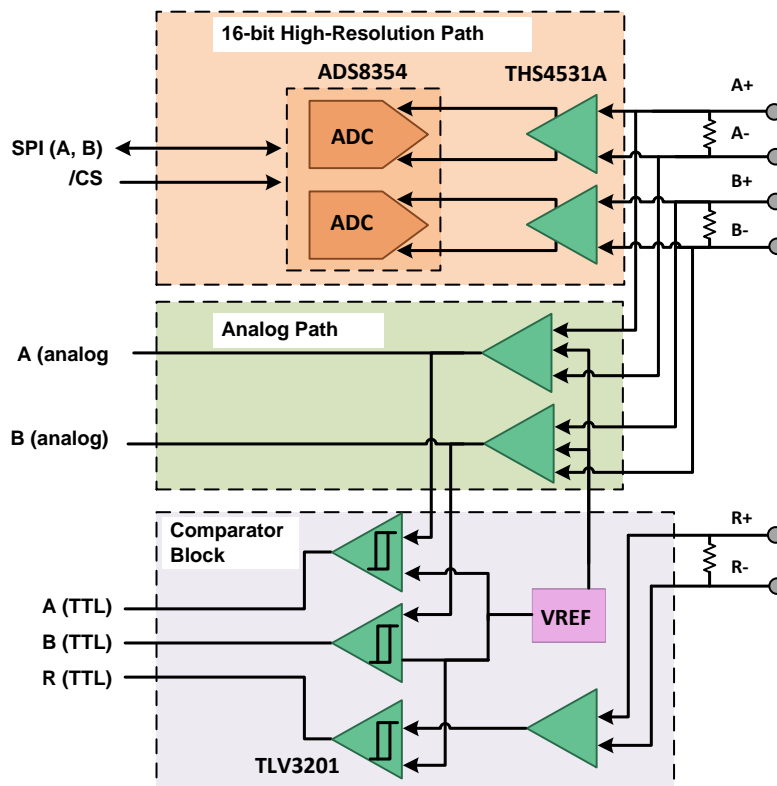 16-bit High-Resolution Path
ADS8354
THS4531A
A+
ADC
A-
SPI (A, B)
/CS
B+
ADC
B-
Analog Path
A (analog
B (analog)
Comparator
Block
R+
R-
A (TTL)
VREF
B (TTL)
R (TTL)
TLV3201